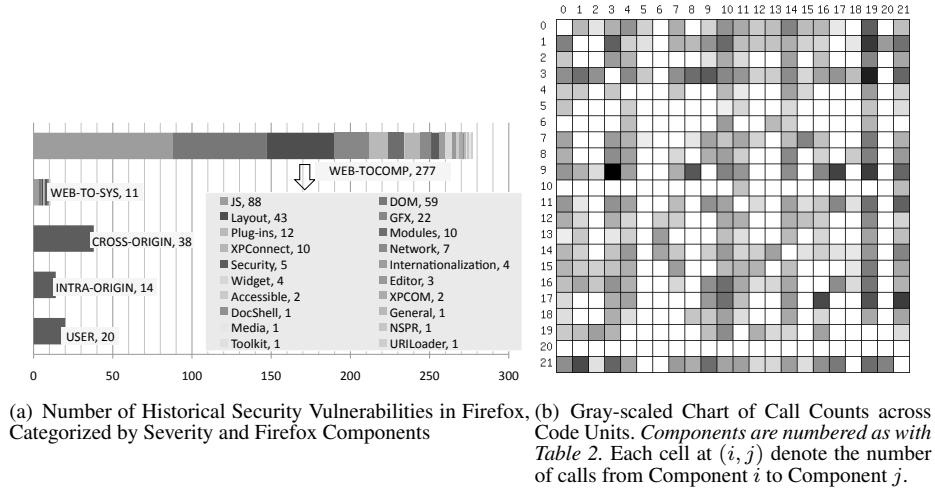 WEB-TOCOMP, 277
WEB-TO-SYS, 11
CROSS-ORIGIN, 38
INTRA-ORIGIN, 14
USER, 20
JS, 88
DOM, 59
Layout, 43
GFX, 22
Plug-ins, 12
Modules, 10
XPConnect, 10
Network, 7
Security, 5
Internationalization, 4
Widget, 4
Editor, 3
Accessible, 2
XPCOM, 2
DocShell, 1
General, 1
Media, 1
NSPR, 1
Toolkit, 1
URILoader, 1
0 50 100 150 200 250 300
(a) Number of Historical Security Vulnerabilities in Firefox,
Categorized by Severity and Firefox Components
0 1 2 3 4 5 6 7 8 9 10 11 12 13 14 15 16 17 18 19 20 21
0
1
2
3
4
5
6
7
8
9
10
11
12
13
14
15
16
17
18
19
20
21
(b) Gray-scaled Chart of Call Counts across
Code Units. Components are numbered as with
Table 2. Each cell at (i, j) denote the number
of calls from Component i to Component j.